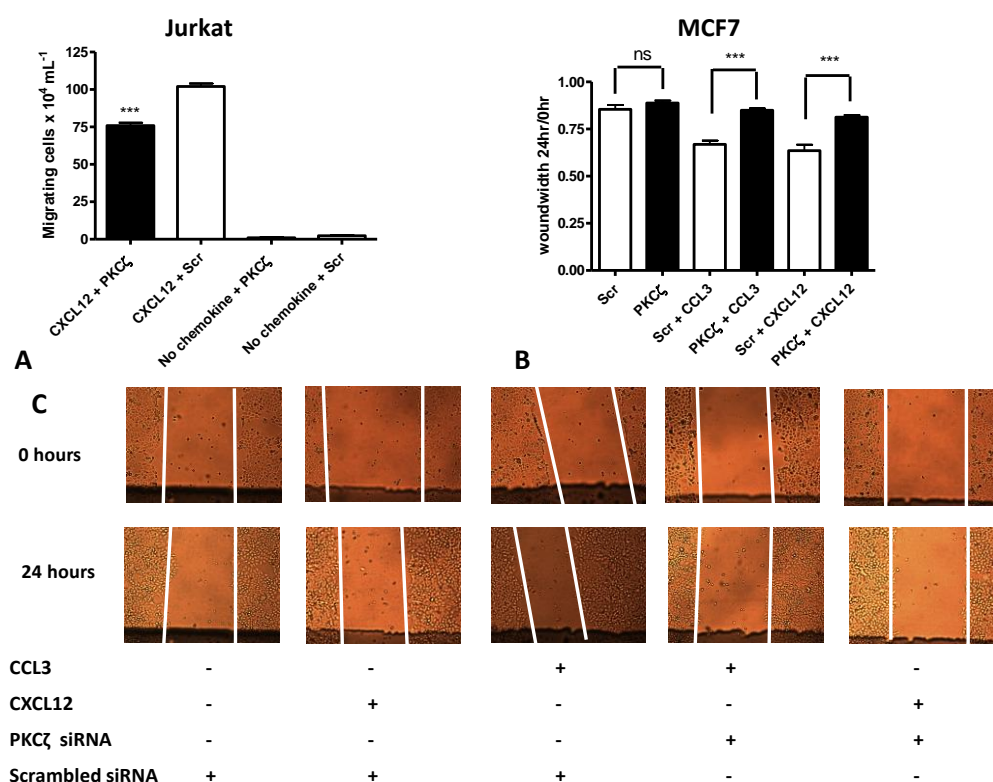 Jurkat
Migrating cells x 10⁴ mL⁻¹
125
100
75
50
25
0
***
CXCL12 + PKCζ
CXCL12 + Scr
No chemokine + PKCζ
No chemokine + Scr
A
MCF7
woundwidth 24hr/0hr
1.00
0.75
0.50
0.25
0.00
ns
***
***
Scr
PKCζ
Scr + CCL3
PKCζ + CCL3
Scr + CXCL12
PKCζ + CXCL12
B
C
0 hours
24 hours
CCL3 - - + + -
CXCL12 - + - - +
PKCζ siRNA - - - + +
Scrambled siRNA + + + - -